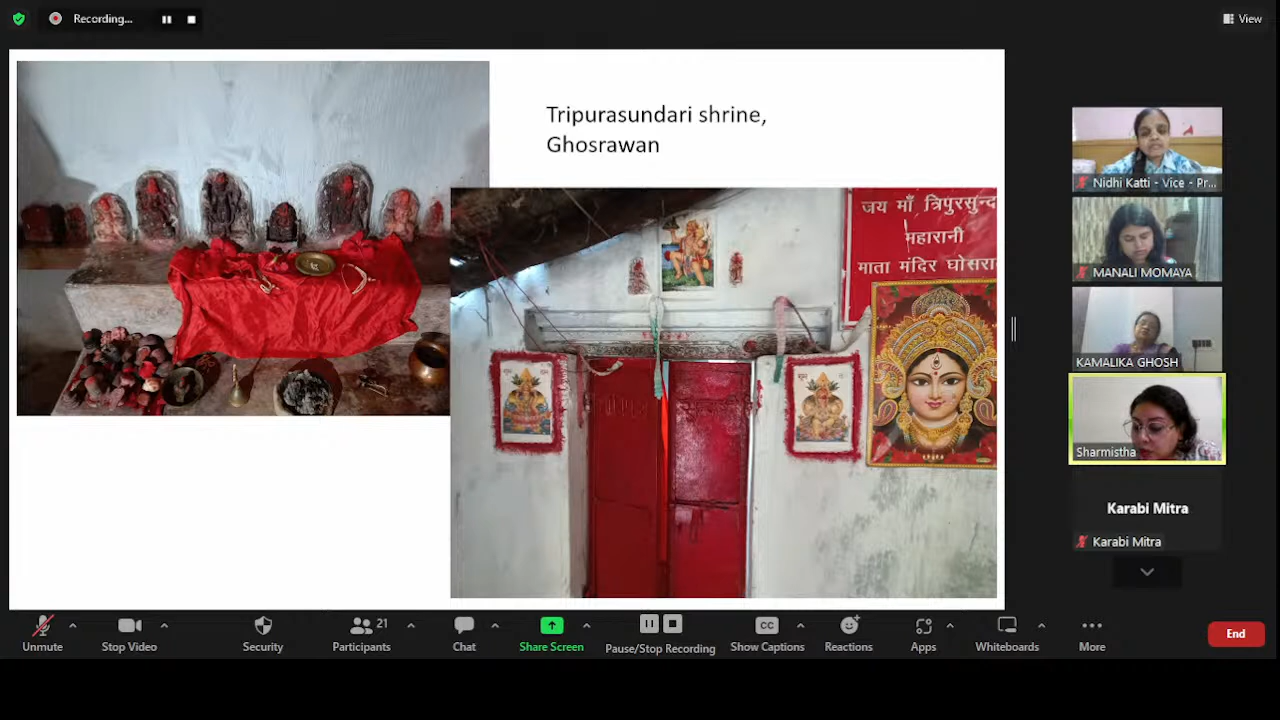 Recording...
View
Tripurasundari shrine,
Ghosrawan
जय माँ त्रिपुरसुन्द
महारानी
माता मंदिर घोसरा
Nidhi Katti - Vice - Pr...
MANALI MOMAYA
KAMALIKA GHOSH
Sharmistha
Karabi Mitra
Karabi Mitra
Unmute
Stop Video
Security
21
Participants
Chat
Share Screen
Pause/Stop Recording
CC
Show Captions
Reactions
Apps
Whiteboards
More
End